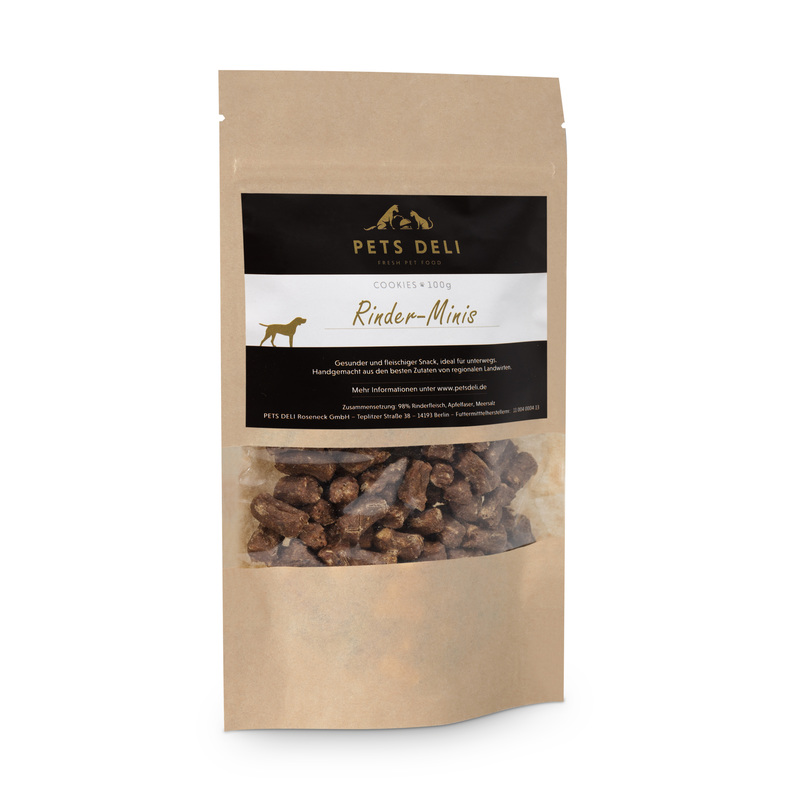 PETS DELI
FRESH PET FOOD
COOKIES * 100g
Rinder-Minis
Gesunder und fleischiger Snack, ideal für unterwegs.
Handgemacht aus den besten Zutaten von regionalen Landwirten.
Mehr Informationen unter www.petsdeli.de
Zusammensetzung: 98% Rinderfleisch, Apfelfaser, Meersalz
PETS DELI Roseneck GmbH – Teplitzer Straße 38 – 14193 Berlin – Futtermittelherstellernr.: